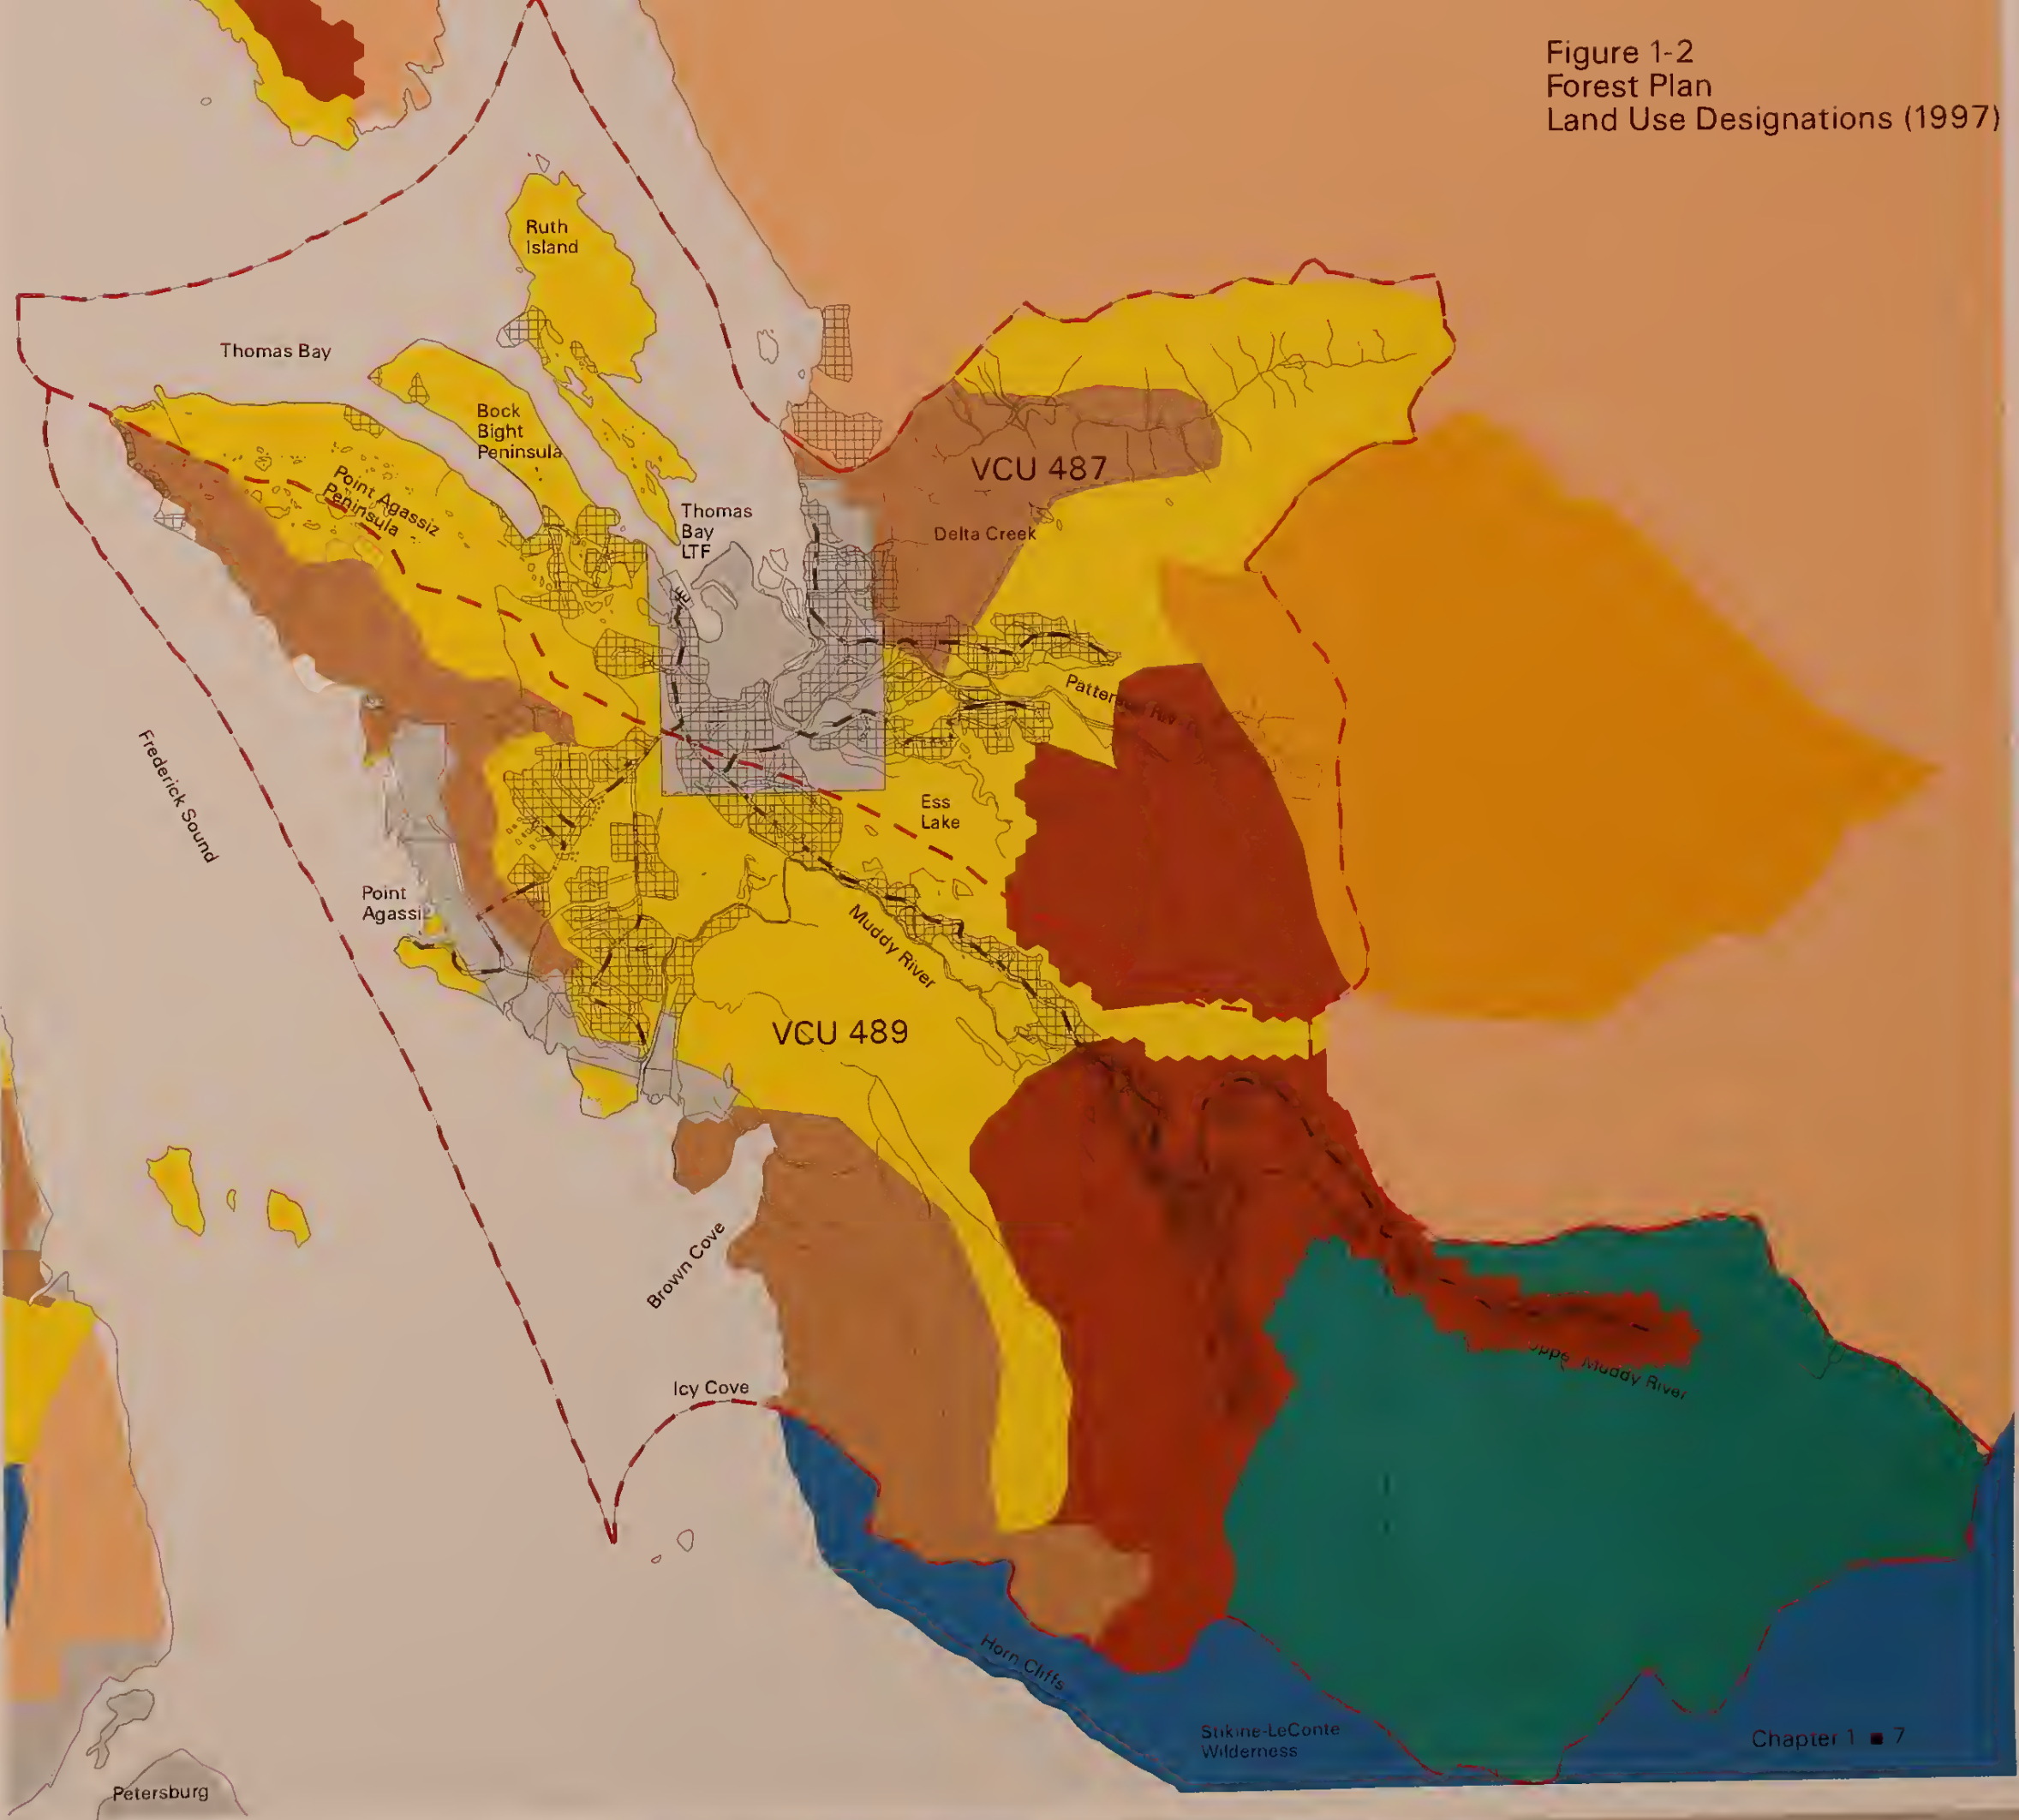 Figure 1-2
Forest Plan
Land Use Designations (1997)
Ruth
Island
Thomas Bay
Bock
Bight
Peninsula
Point Agassiz
Peninsula
Thomas
Bay
LTF
VCU 487
Delta Creek
Frederick Sound
Ess
Lake
Point
Agassiz
Muddy River
VCU 489
Brown Cove
Icy Cove
Muddy River
Horn Cliffs
Stikine-LeConte
Wilderness
Chapter 1 ■ 7
Petersburg